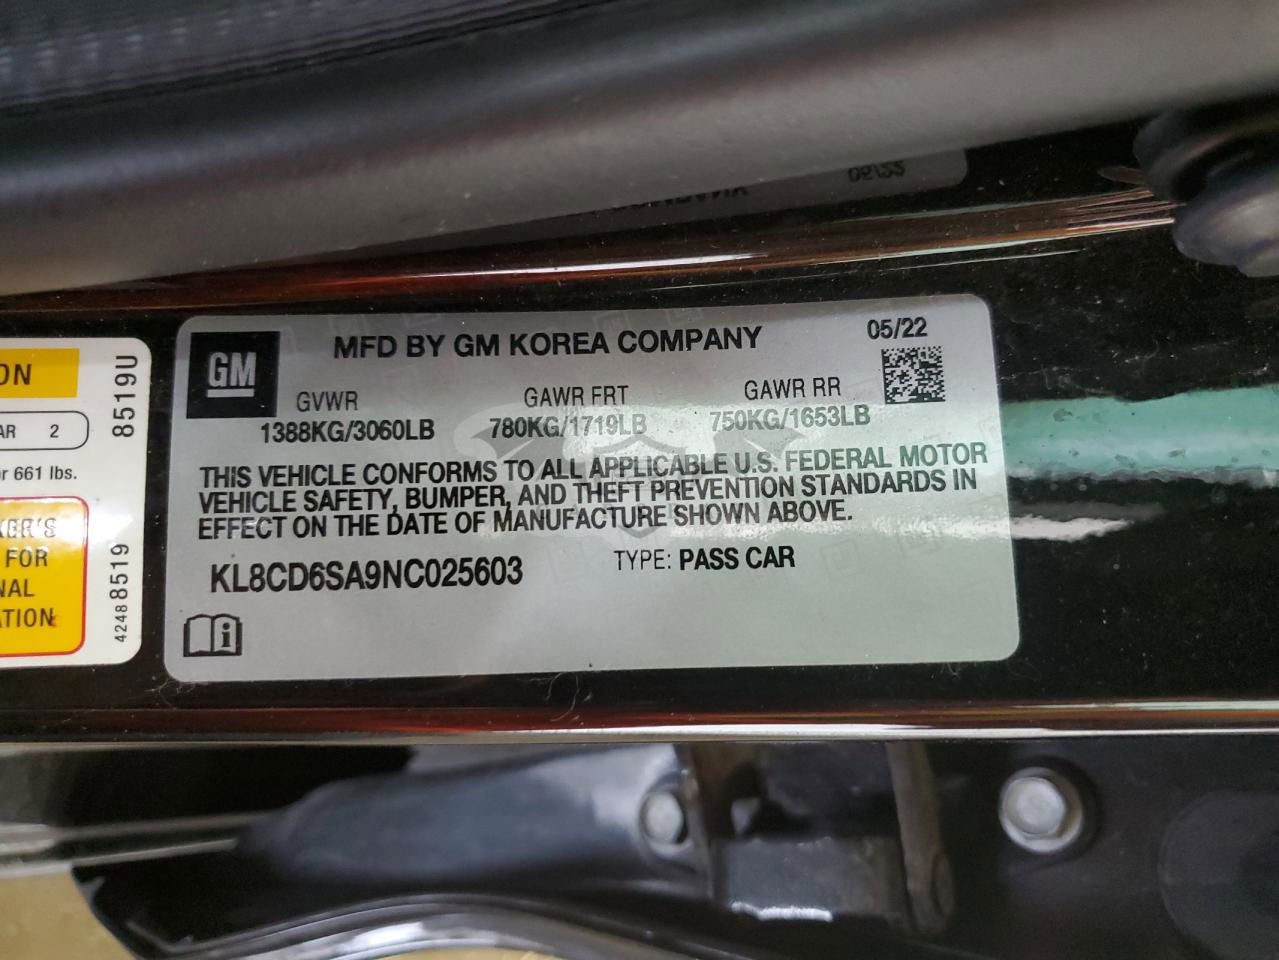 GM
MFD BY GM KOREA COMPANY
05/22
GVWR GAWR FRT GAWR RR
1388KG/3060LB 780KG/1719LB 750KG/1653LB
THIS VEHICLE CONFORMS TO ALL APPLICABLE U.S. FEDERAL MOTOR
VEHICLE SAFETY, BUMPER, AND THEFT PREVENTION STANDARDS IN
EFFECT ON THE DATE OF MANUFACTURE SHOWN ABOVE.
KL8CD6SA9NC025603 TYPE: PASS CAR
i
ON
AR 2
or 661 lbs.
ER'S
FOR
NAL
ATION
42488519 8519U